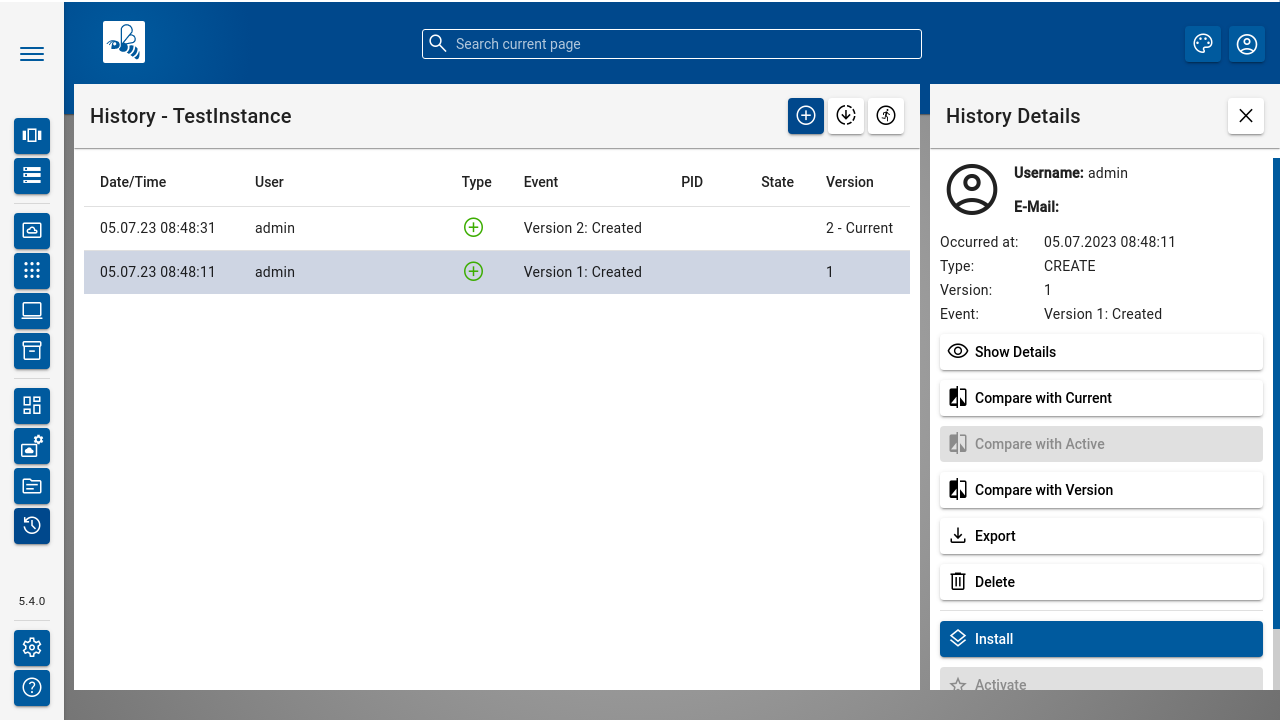 Search current page
History - TestInstance
History Details
Date/Time User Type Event PID State Version
05.07.23 08:48:31 admin Version 2: Created 2 - Current
05.07.23 08:48:11 admin Version 1: Created 1
Username: admin
E-Mail:
Occurred at: 05.07.2023 08:48:11
Type: CREATE
Version: 1
Event: Version 1: Created
Show Details
Compare with Current
Compare with Active
Compare with Version
Export
Delete
Install
Activate
5.4.0